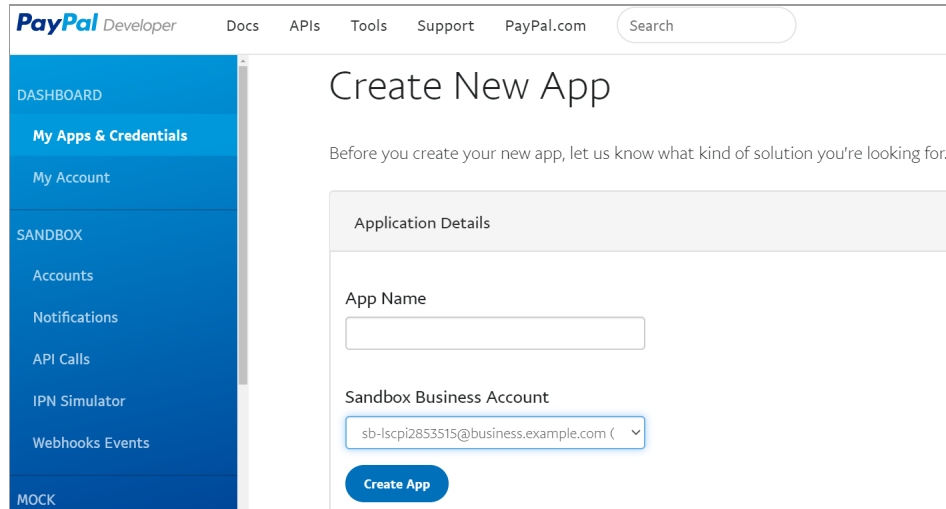 PayPal Developer Docs APIs Tools Support PayPal.com Search
DASHBOARD
My Apps & Credentials
My Account
SANDBOX
Accounts
Notifications
API Calls
IPN Simulator
Webhooks Events
MOCK
Create New App
Before you create your new app, let us know what kind of solution you're looking for.
Application Details
App Name
Sandbox Business Account
sb-lscpi2853515@business.example.com (
Create App